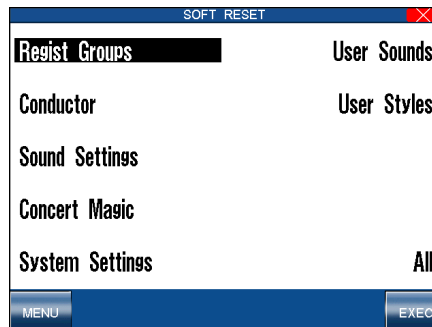 SOFT RESET
Regist Groups
User Sounds
Conductor
User Styles
Sound Settings
Concert Magic
System Settings
All
MENU
EXEC